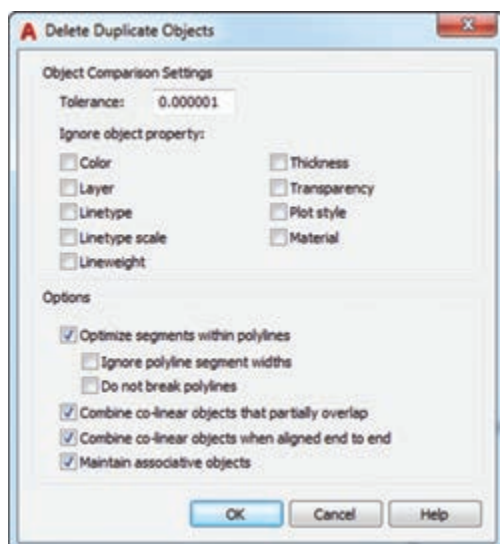 A Delete Duplicate Objects
Object Comparison Settings
Tolerance: 0.000001
Ignore object property:
Color
Thickness
Layer
Transparency
Linetype
Plot style
Linetype scale
Material
Lineweight
Options
Optimize segments within polylines
Ignore polyline segment widths
Do not break polylines
Combine co-linear objects that partially overlap
Combine co-linear objects when aligned end to end
Maintain associative objects
OK Cancel Help